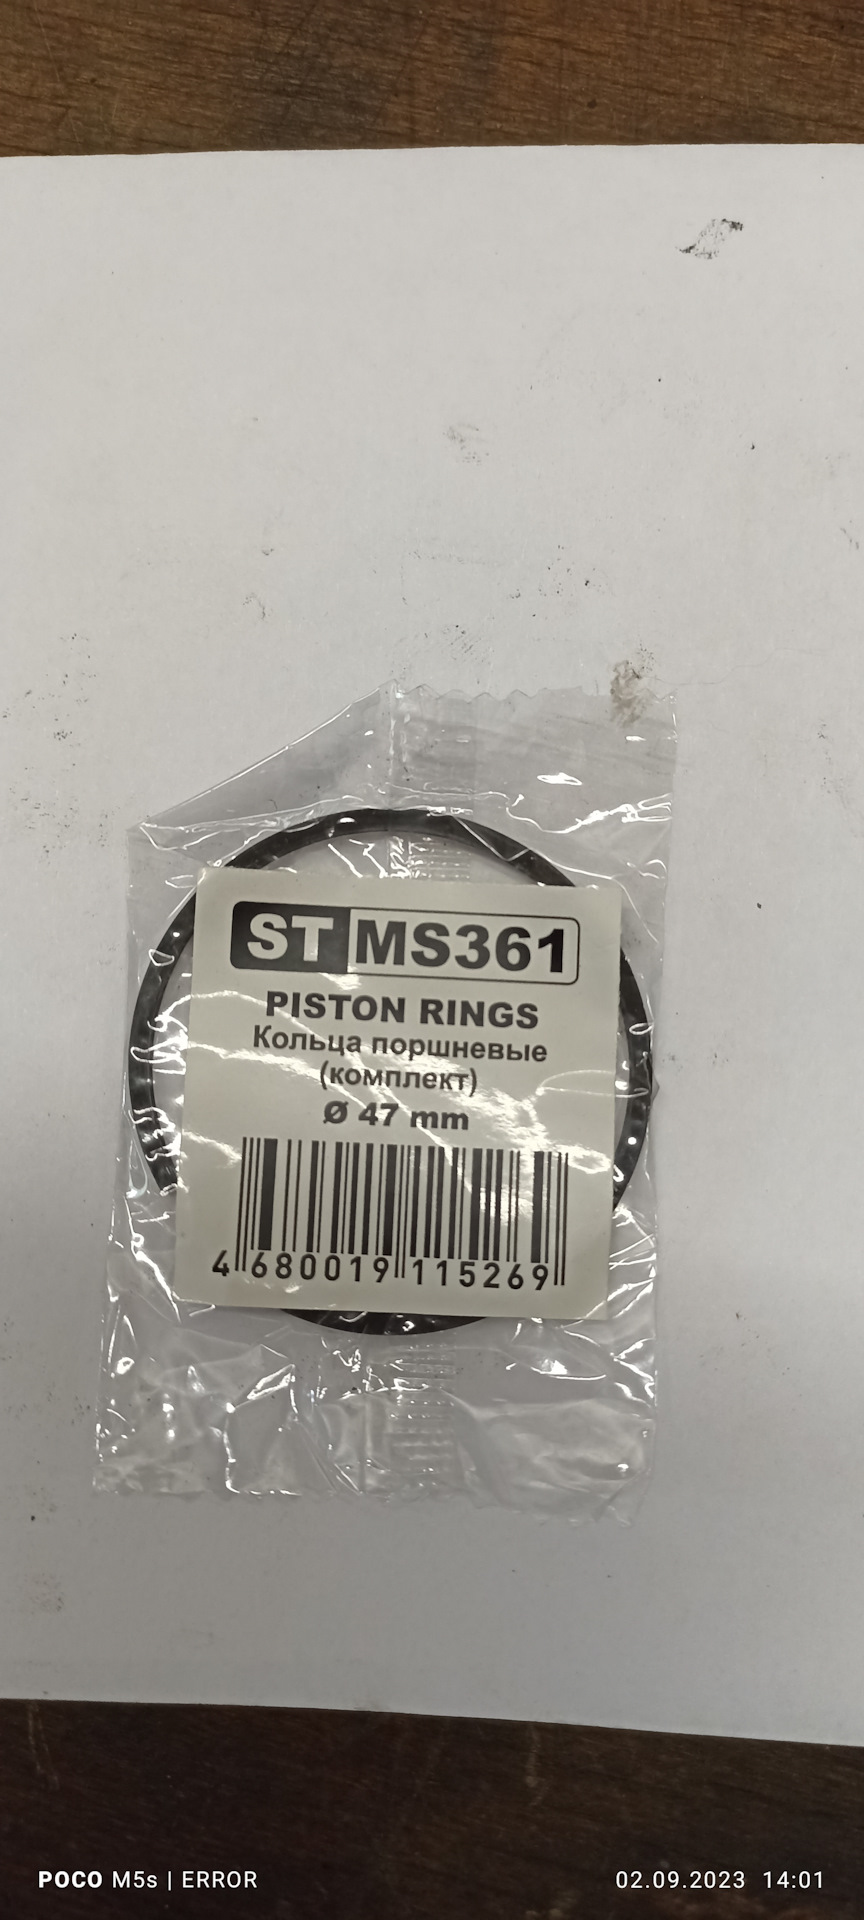 ST MS361
PISTON RINGS
Кольца поршневые
(комплект)
Ø 47 mm
4 680019 115269
POCO M5s | ERROR
02.09.2023 14:01